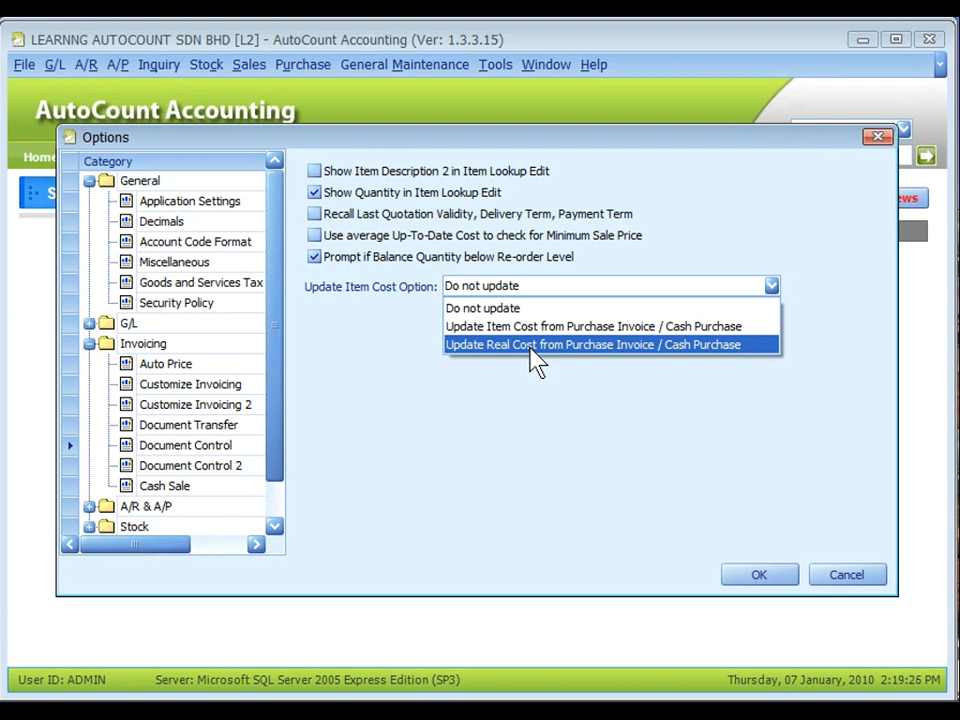 LEARNNG AUTOCOUNT SDN BHD [L2] - AutoCount Accounting (Ver: 1.3.3.15)
File G/L A/R A/P Inquiry Stock Sales Purchase General Maintenance Tools Window Help
AutoCount Accounting
Options
Home
ews
Category
General
Application Settings
Decimals
Account Code Format
Miscellaneous
Goods and Services Tax
Security Policy
G/L
Invoicing
Auto Price
Customize Invoicing
Customize Invoicing 2
Document Transfer
Document Control
Document Control 2
Cash Sale
A/R & A/P
Stock
Show Item Description 2 in Item Lookup Edit
Show Quantity in Item Lookup Edit
Recall Last Quotation Validity, Delivery Term, Payment Term
Use average Up-To-Date Cost to check for Minimum Sale Price
Prompt if Balance Quantity below Re-order Level
Update Item Cost Option: Do not update
Do not update
Update Item Cost from Purchase Invoice / Cash Purchase
Update Real Cost from Purchase Invoice / Cash Purchase
OK Cancel
User ID: ADMIN Server: Microsoft SQL Server 2005 Express Edition (SP3) Thursday, 07 January, 2010 2:19:26 PM